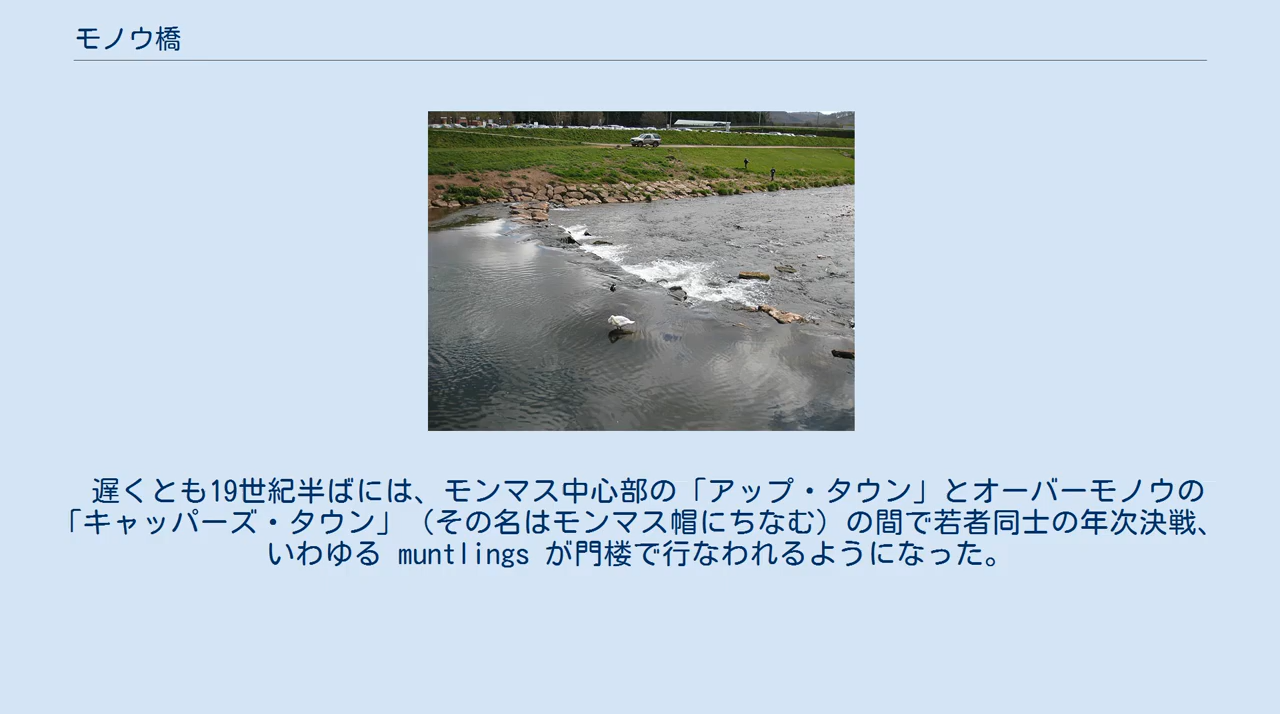 モノウ橋
遅くとも19世紀半ばには、モンマス中心部の「アップ・タウン」とオーバーモノウの
「キャッパーズ・タウン」（その名はモンマス帽にちなむ）の間で若者同士の年次決戦、
いわゆる muntlings が門楼で行なわれるようになった。